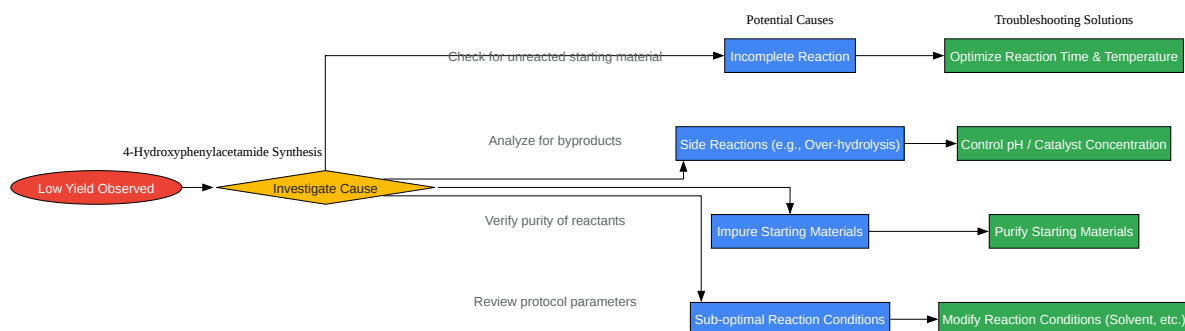 Potential Causes
Troubleshooting Solutions
Check for unreacted starting material
Incomplete Reaction
Optimize Reaction Time & Temperature
Analyze for byproducts
Side Reactions (e.g., Over-hydrolysis)
Control pH / Catalyst Concentration
4-Hydroxyphenylacetamide Synthesis
Low Yield Observed
Investigate Cause
Verify purity of reactants
Impure Starting Materials
Purify Starting Materials
Review protocol parameters
Sub-optimal Reaction Conditions
Modify Reaction Conditions (Solvent, etc.)